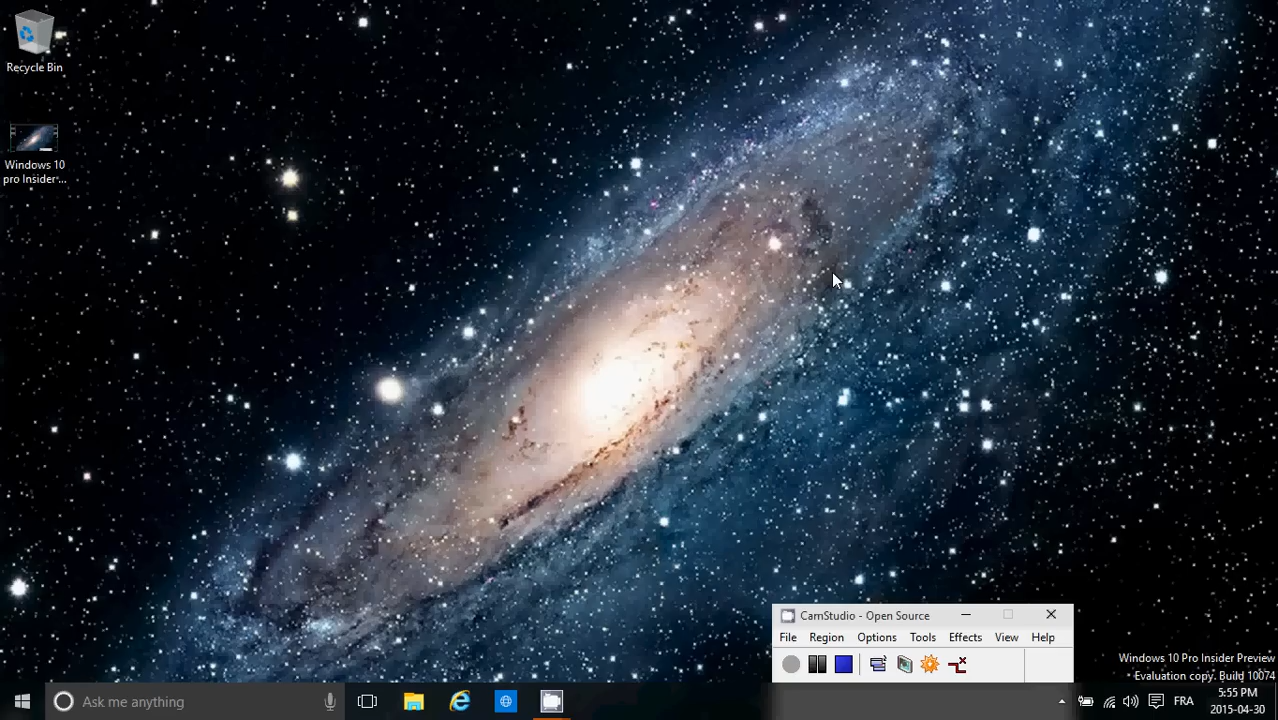 Recycle Bin
Windows 10
pro Insider ...
CamStudio - Open Source
File Region Options Tools Effects View Help
Windows 10 Pro Insider Preview
Evaluation copy. Build 10074
Ask me anything
FRA
5:55 PM
2015-04-30